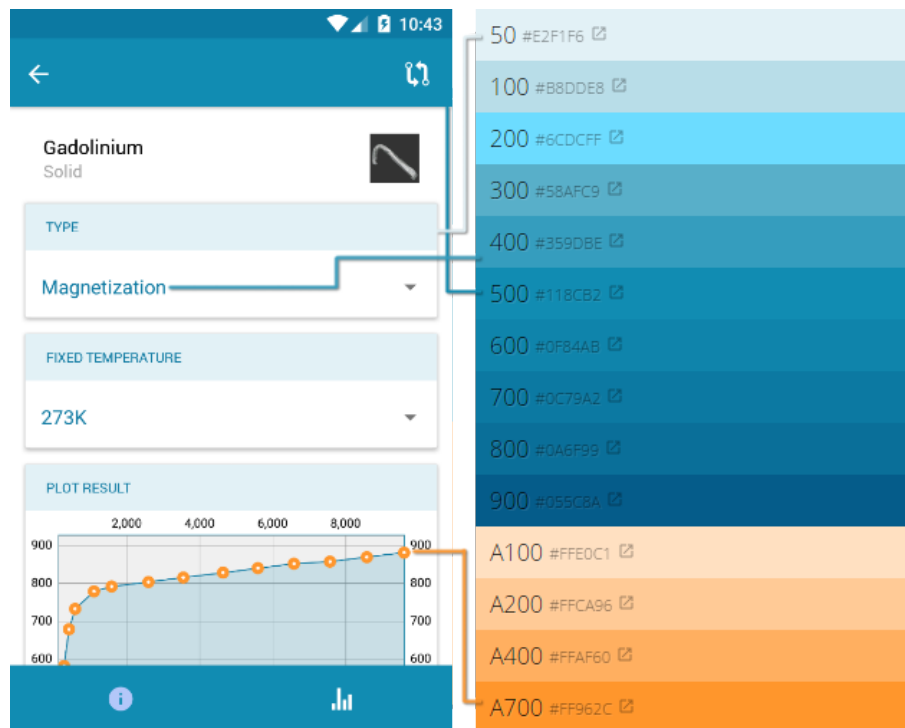 10:43
Gadolinium
Solid
TYPE
Magnetization
FIXED TEMPERATURE
273K
PLOT RESULT
2,000 4,000 6,000 8,000
900 900
800 800
700 700
600 600
50 #E2F1F6
100 #B8DDE8
200 #6CDCFF
300 #58AFC9
400 #359DBE
500 #118CB2
600 #0F84AB
700 #0C79A2
800 #0A6F99
900 #055C8A
A100 #FFE0C1
A200 #FFCA96
A400 #FFAF60
A700 #FF962C